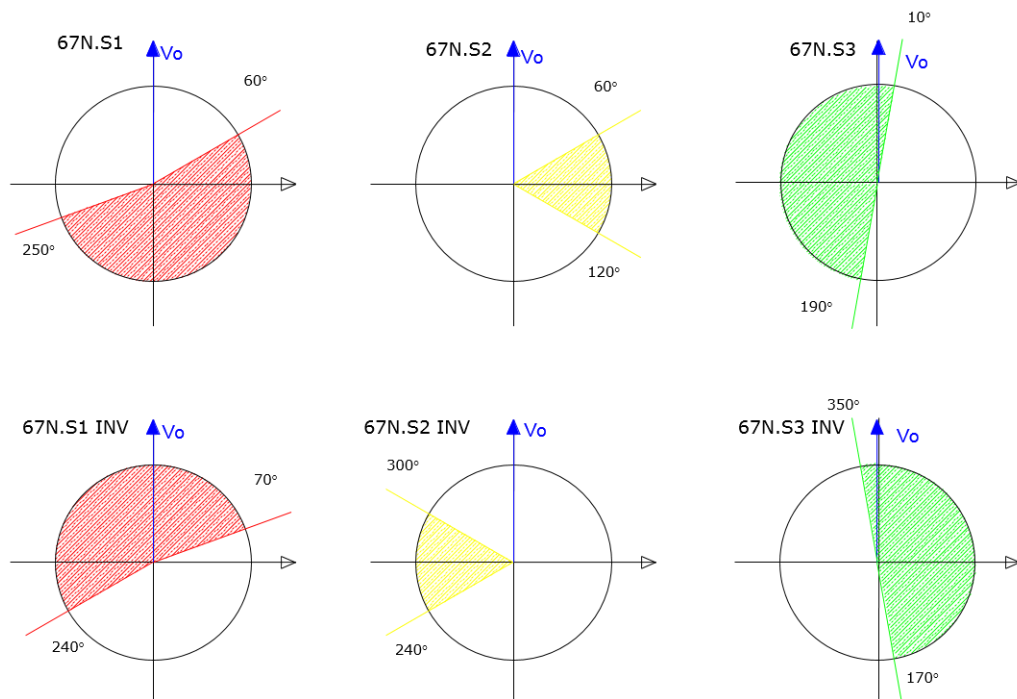 67N.S1
Vo
60°
250°
67N.S2
Vo
60°
120°
67N.S3
Vo
10°
190°
67N.S1 INV
Vo
70°
240°
67N.S2 INV
Vo
300°
240°
67N.S3 INV
350°
Vo
170°